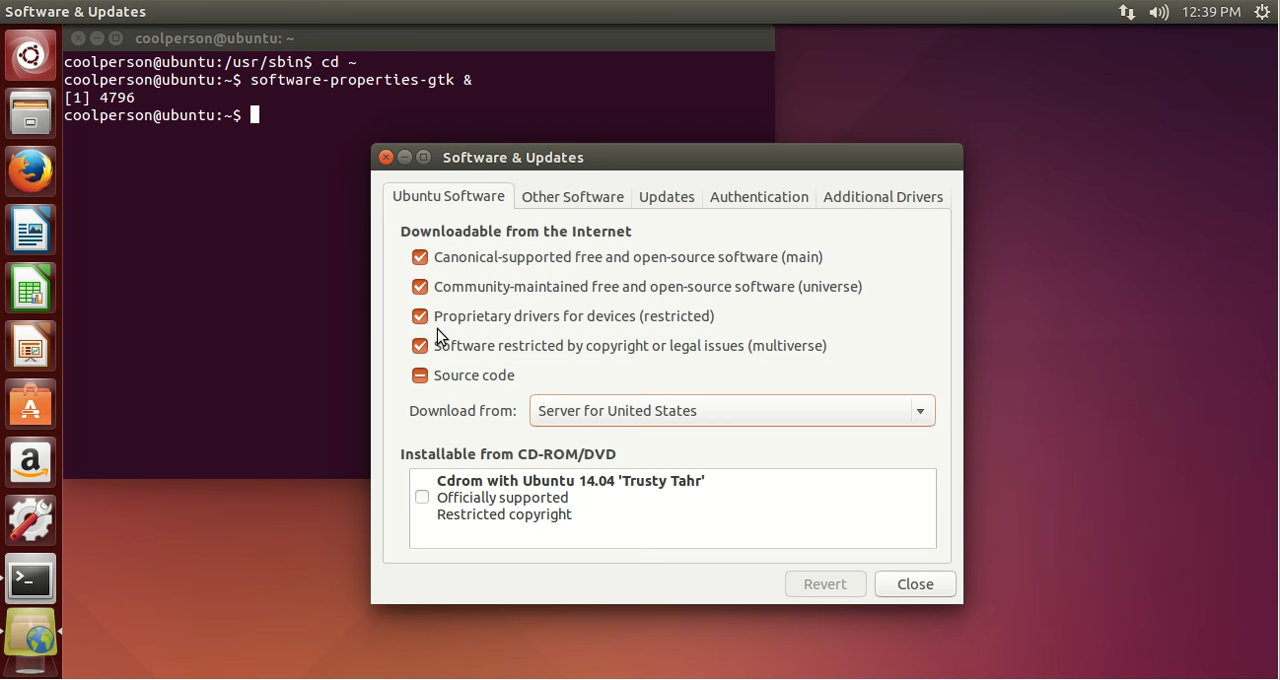 Software & Updates
12:39 PM
coolperson@ubuntu: ~
coolperson@ubuntu:/usr/sbin$ cd ~
coolperson@ubuntu:~$ software-properties-gtk &
[1] 4796
coolperson@ubuntu:~$
Software & Updates
Ubuntu Software Other Software Updates Authentication Additional Drivers
Downloadable from the Internet
Canonical-supported free and open-source software (main)
Community-maintained free and open-source software (universe)
Proprietary drivers for devices (restricted)
Software restricted by copyright or legal issues (multiverse)
Source code
Download from: Server for United States
Installable from CD-ROM/DVD
Cdrom with Ubuntu 14.04 'Trusty Tahr'
Officially supported
Restricted copyright
Revert Close